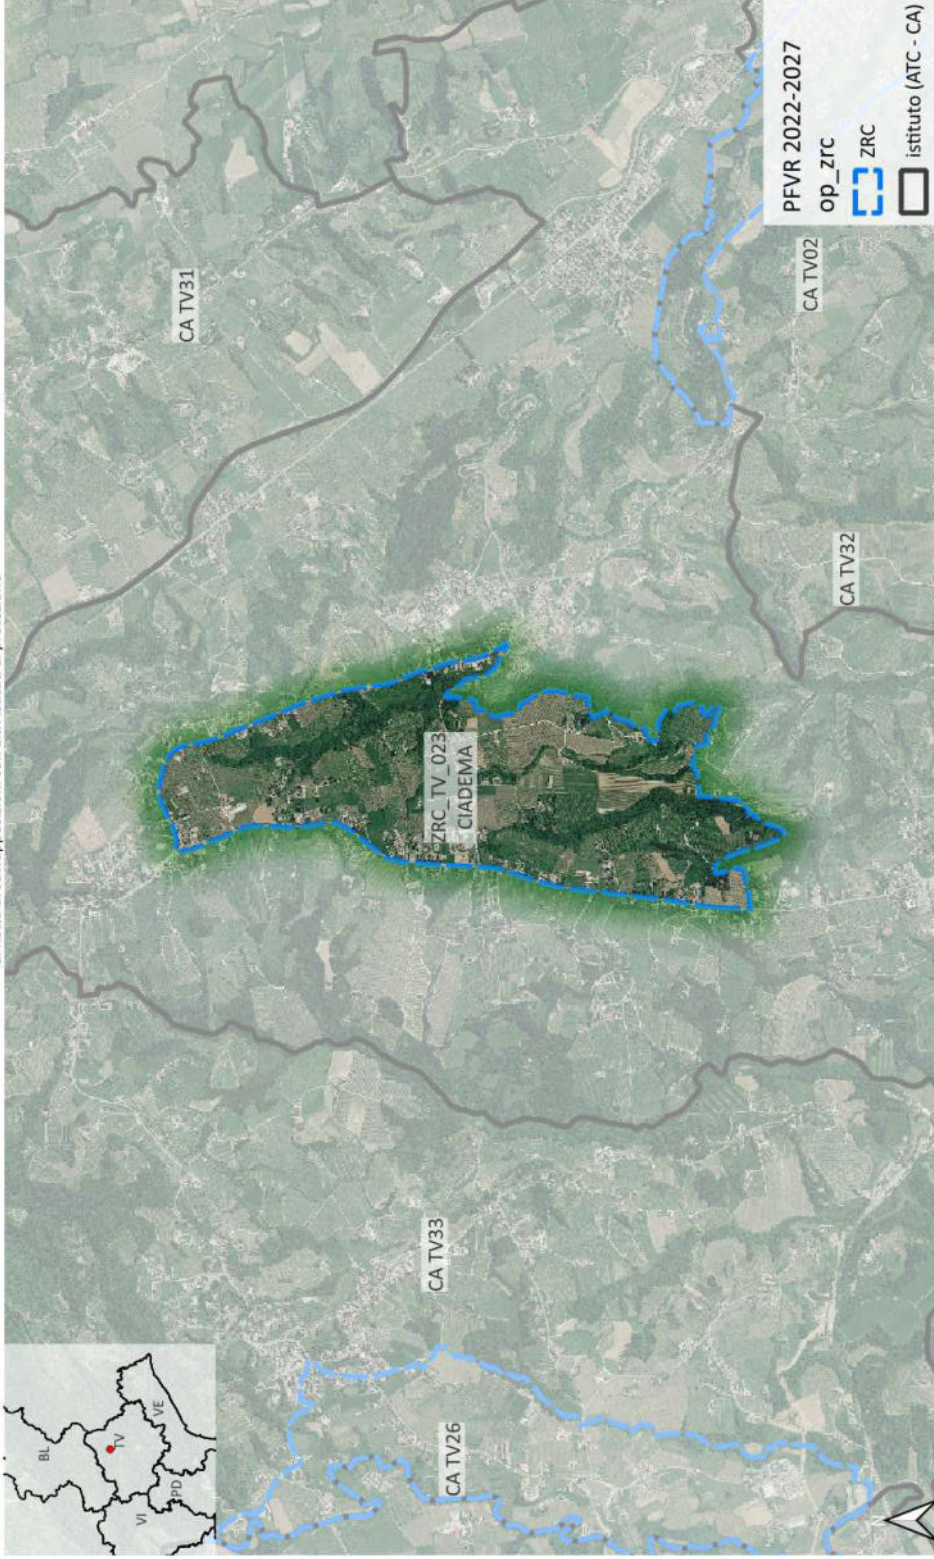 BL
TV
VE
VI
PD
CA TV31
ZRC_TV_023
CIADEMA
CA TV33
CA TV26
CA TV32
CA TV02
PFVR 2022-2027
op_zrc
ZRC
istituto (ATC - CA)